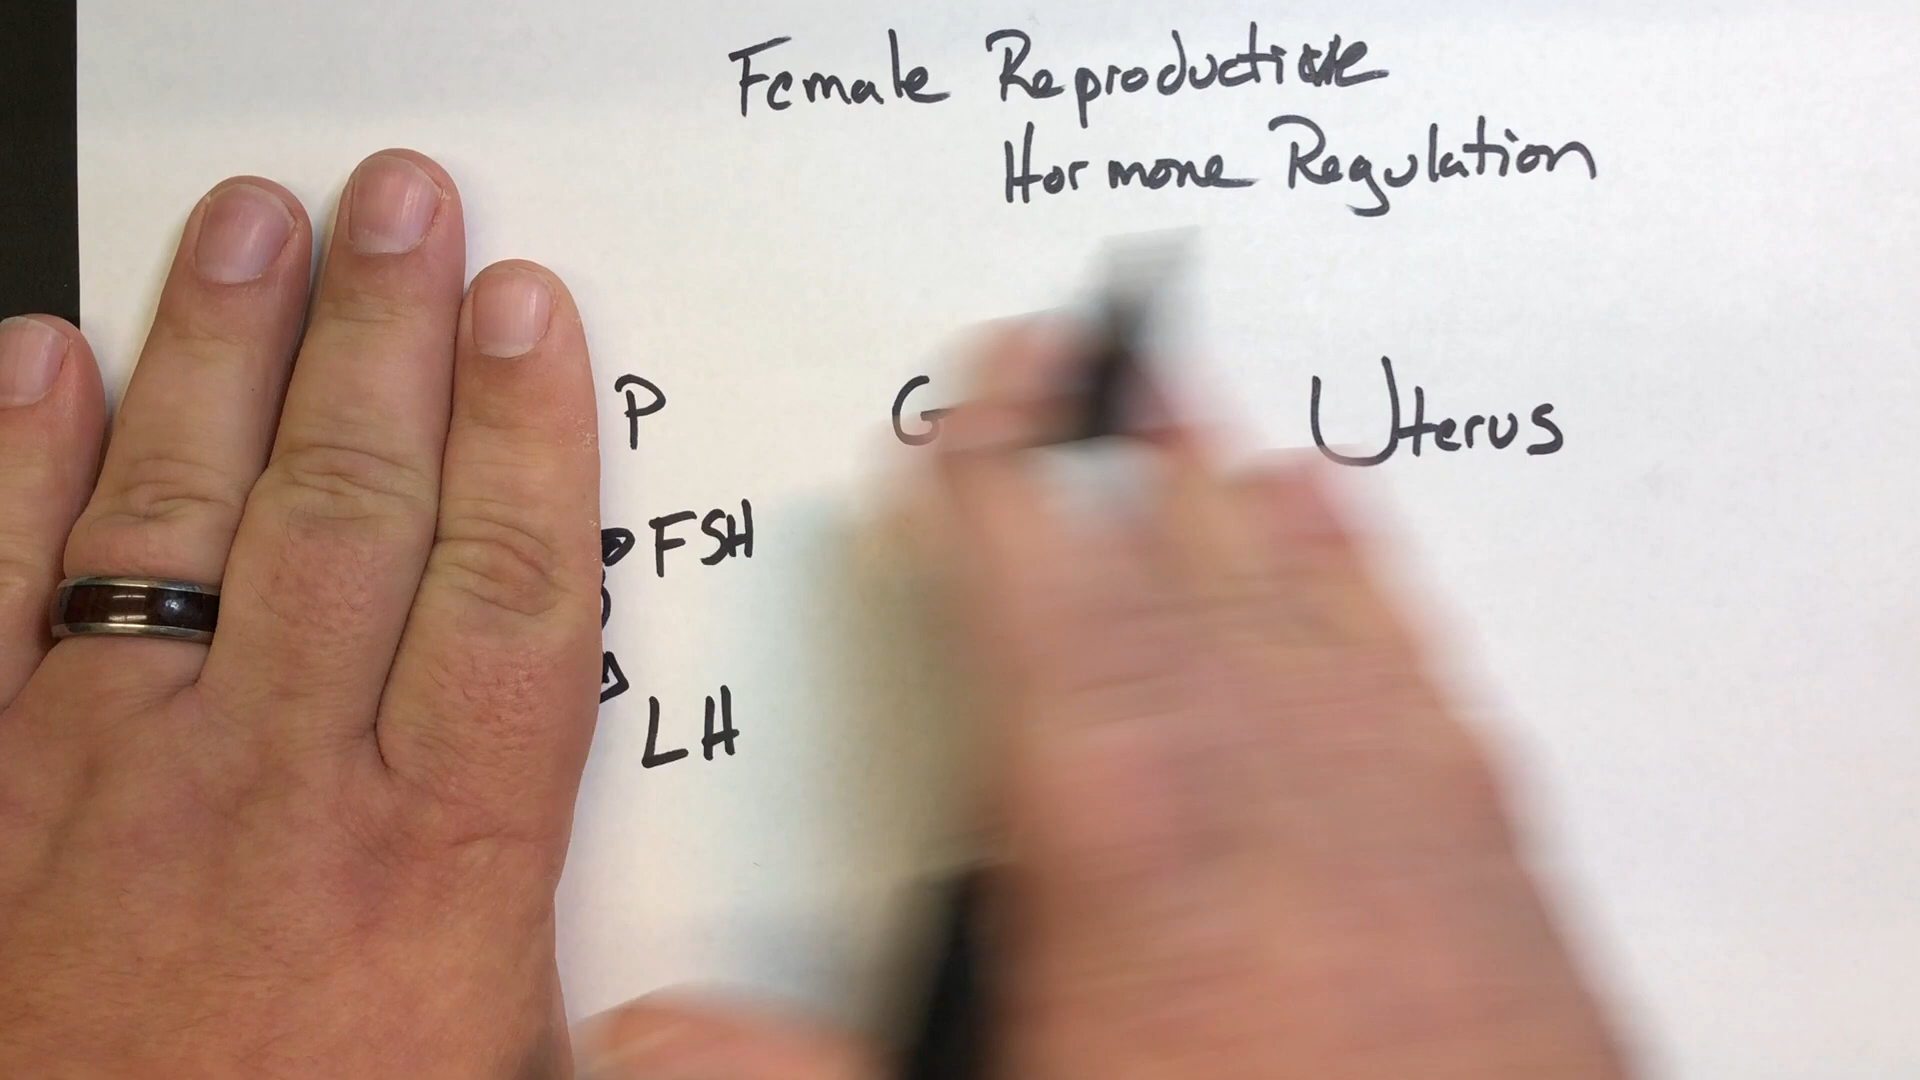 Female Reproductive
Hormone Regulation
P G Uterus
FSH
LH